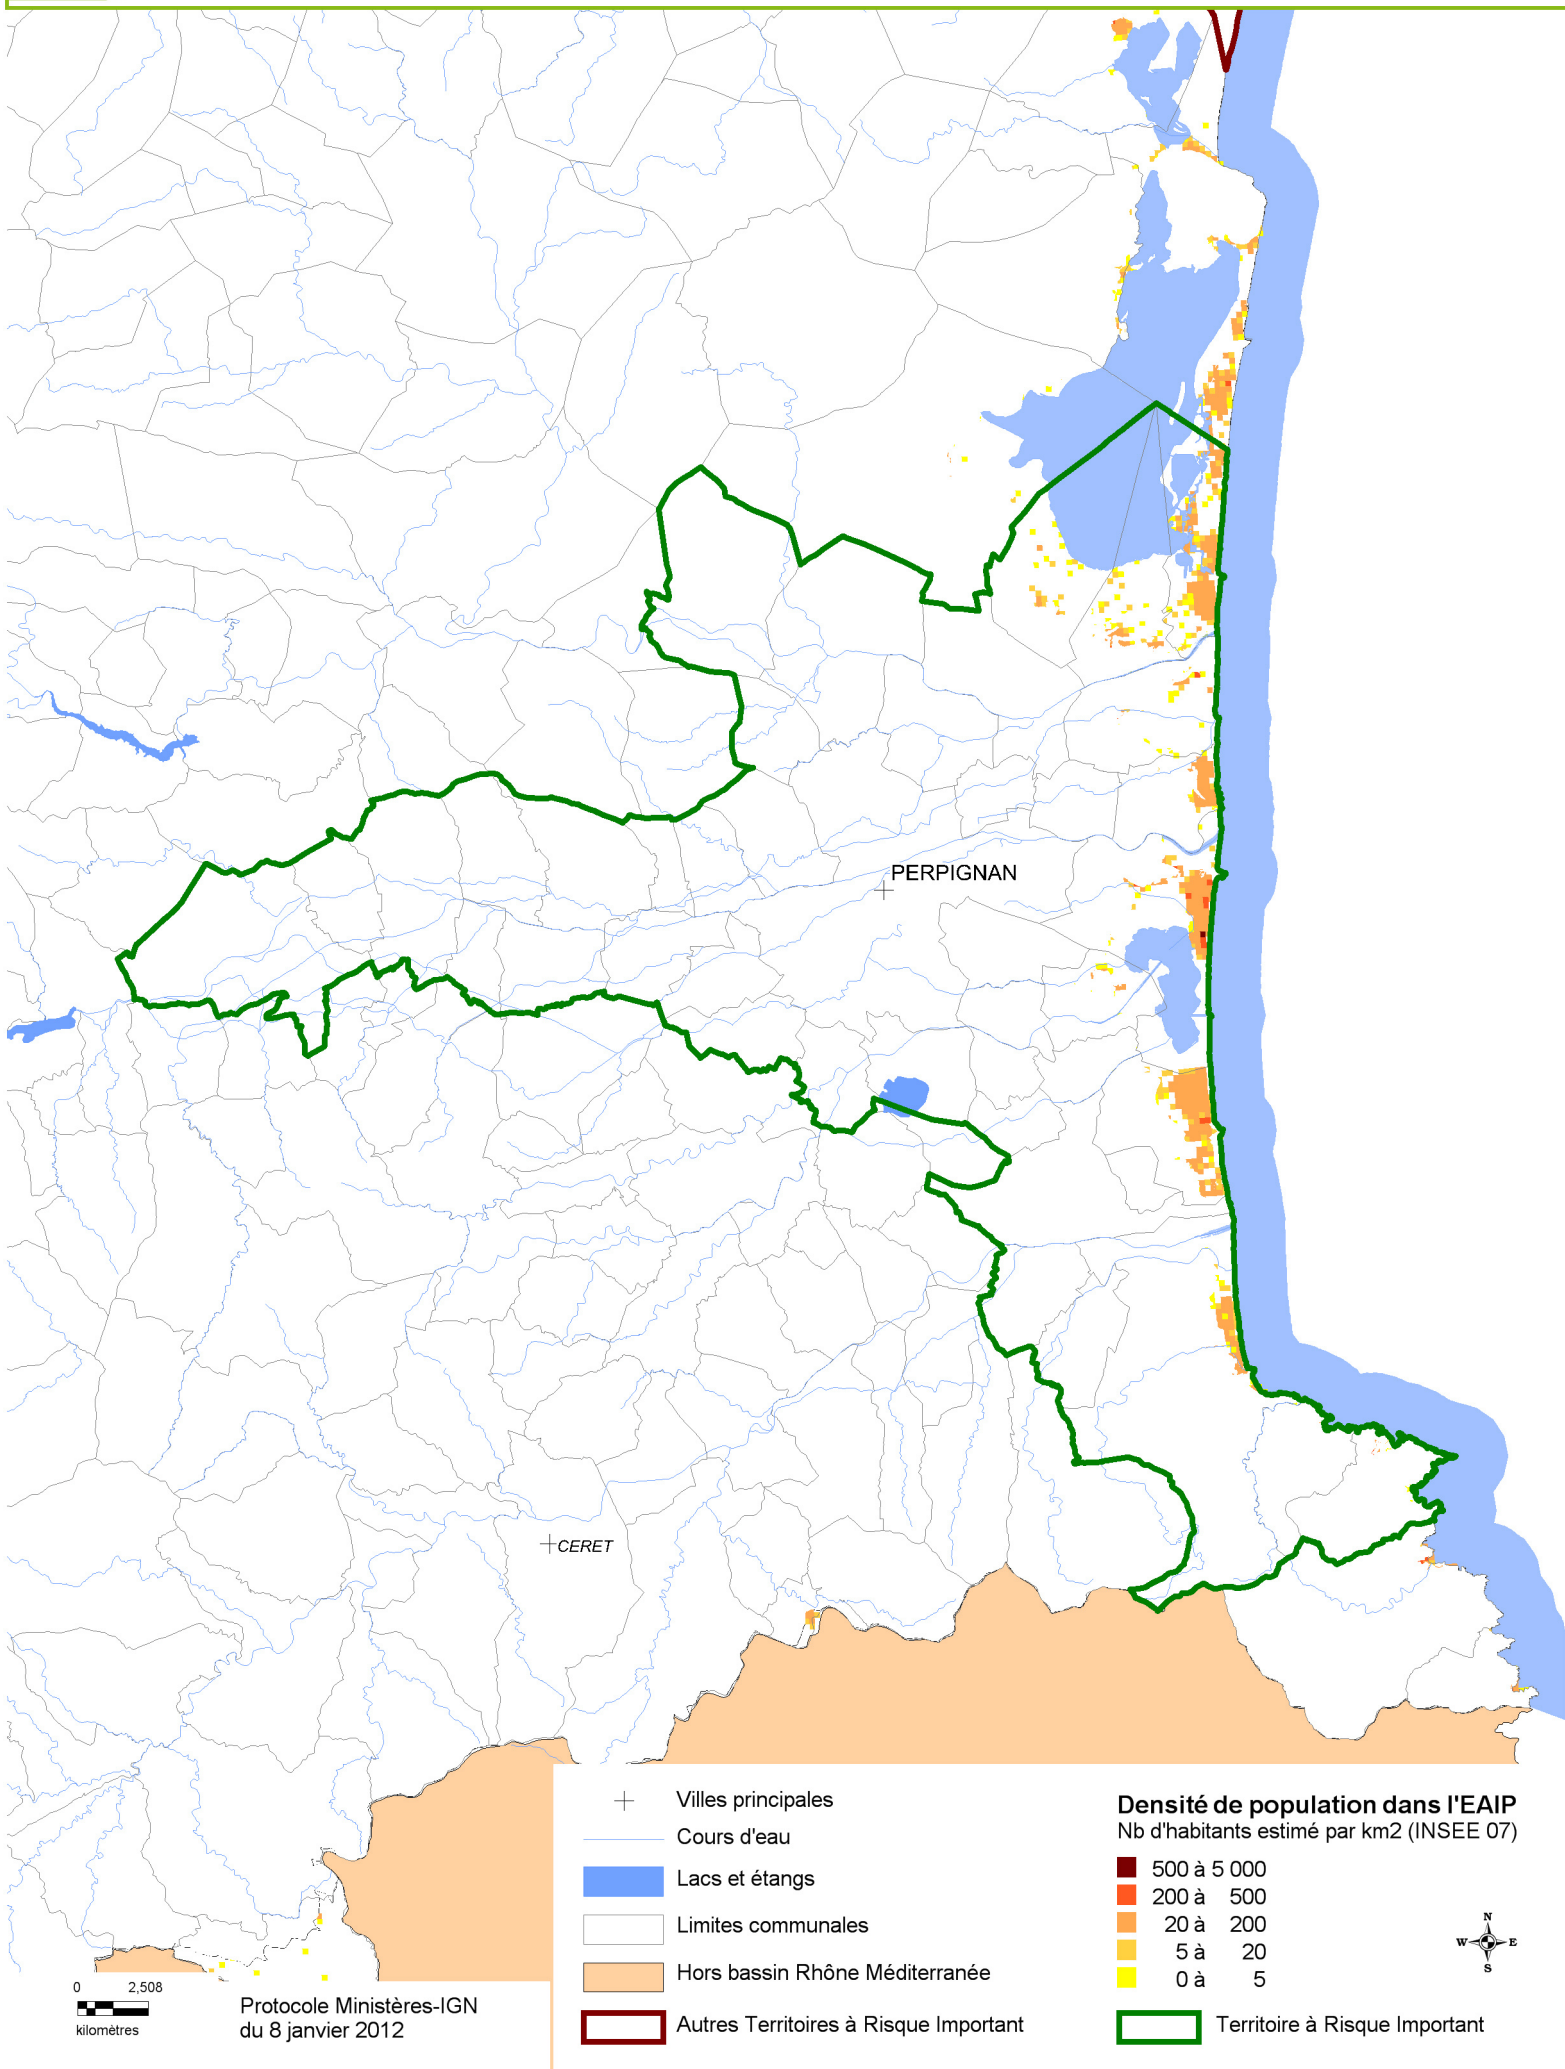 PERPIGNAN
CERET
Villes principales
Cours d'eau
Lacs et étangs
Limites communales
Hors bassin Rhône Méditerranée
Autres Territoires à Risque Important
Densité de population dans l'EAIP
Nb d'habitants estimé par km2 (INSEE 07)
500 à 5 000
200 à 500
20 à 200
5 à 20
0 à 5
Territoire à Risque Important
N
W E
S
0 2,508
kilomètres
Protocole Ministères-IGN
du 8 janvier 2012